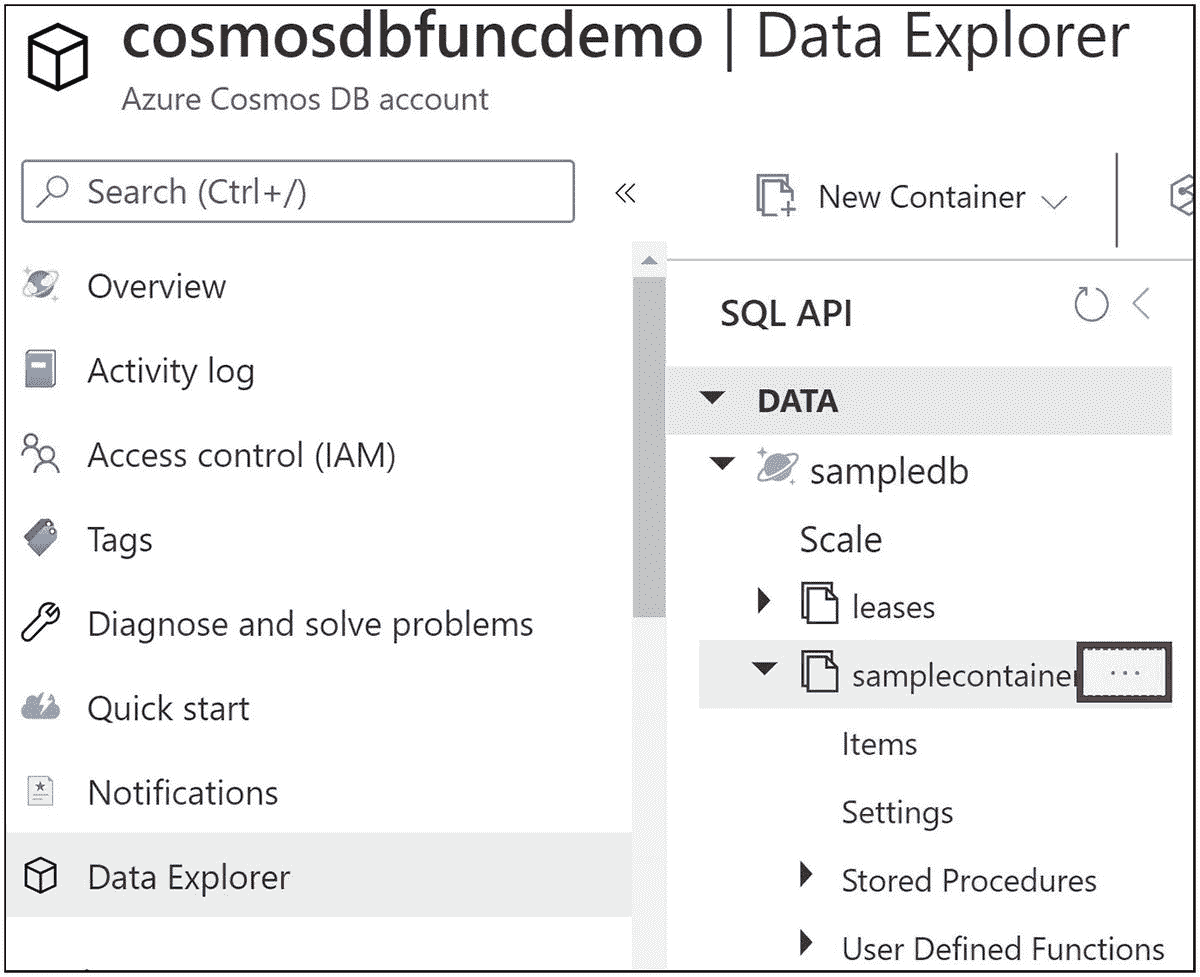 cosmosdbfuncdemo | Data Explorer
Azure Cosmos DB account
Search (Ctrl+/)
«
New Container
Overview
Activity log
Access control (IAM)
Tags
Diagnose and solve problems
Quick start
Notifications
Data Explorer
SQL API
DATA
sampledb
Scale
leases
samplecontainer
...
Items
Settings
Stored Procedures
User Defined Functions